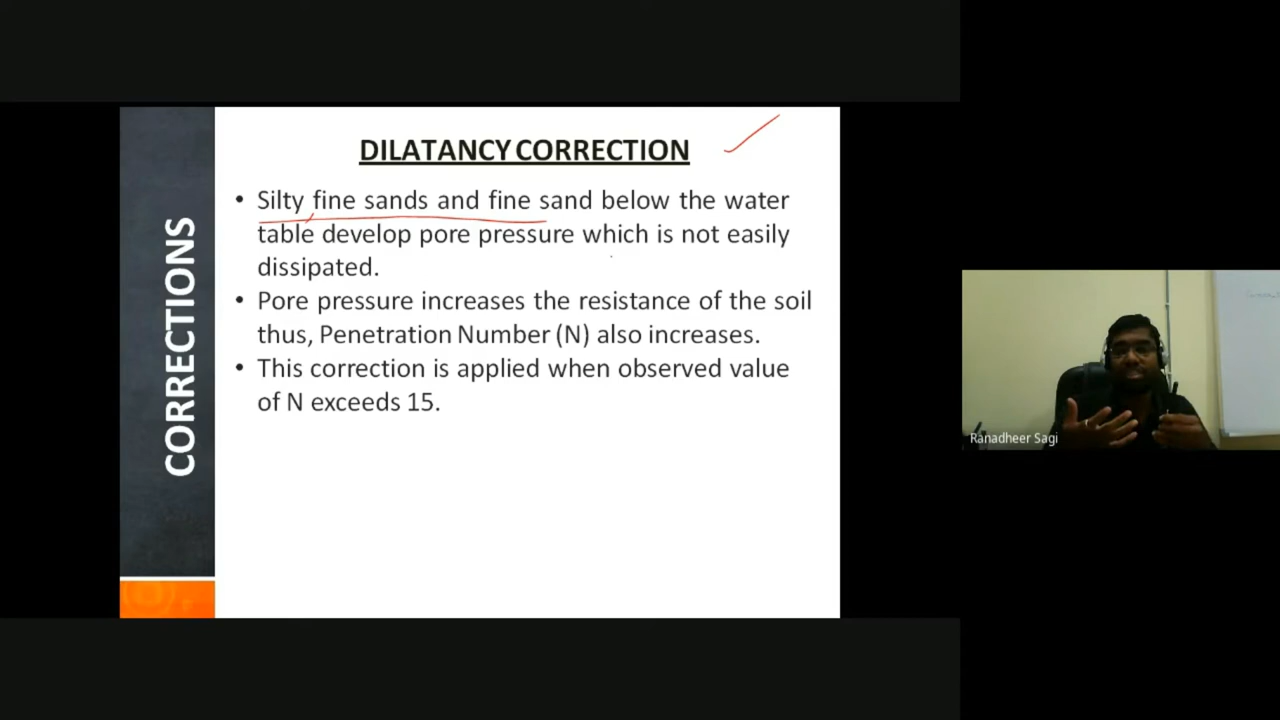 CORRECTIONS
DILATANCY CORRECTION
• Silty fine sands and fine sand below the water
table develop pore pressure which is not easily
dissipated.
• Pore pressure increases the resistance of the soil
thus, Penetration Number (N) also increases.
• This correction is applied when observed value
of N exceeds 15.
Ranadheer Sagi